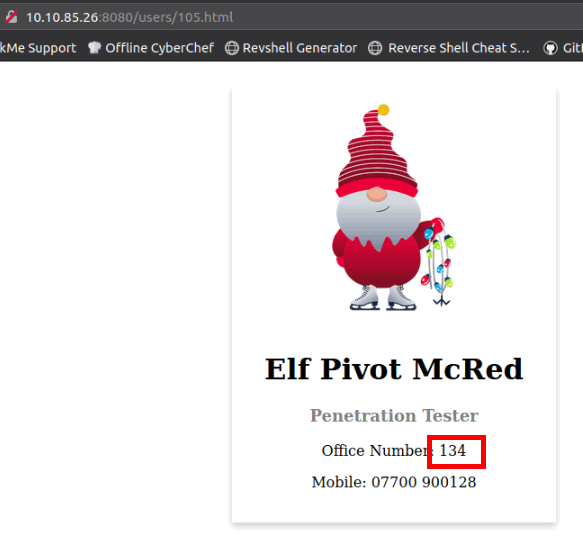 10.10.85.26:8080/users/105.html
kMe Support Offline CyberChef Revshell Generator Reverse Shell Cheat S... Git
Elf Pivot McRed
Penetration Tester
Office Number: 134
Mobile: 07700 900128